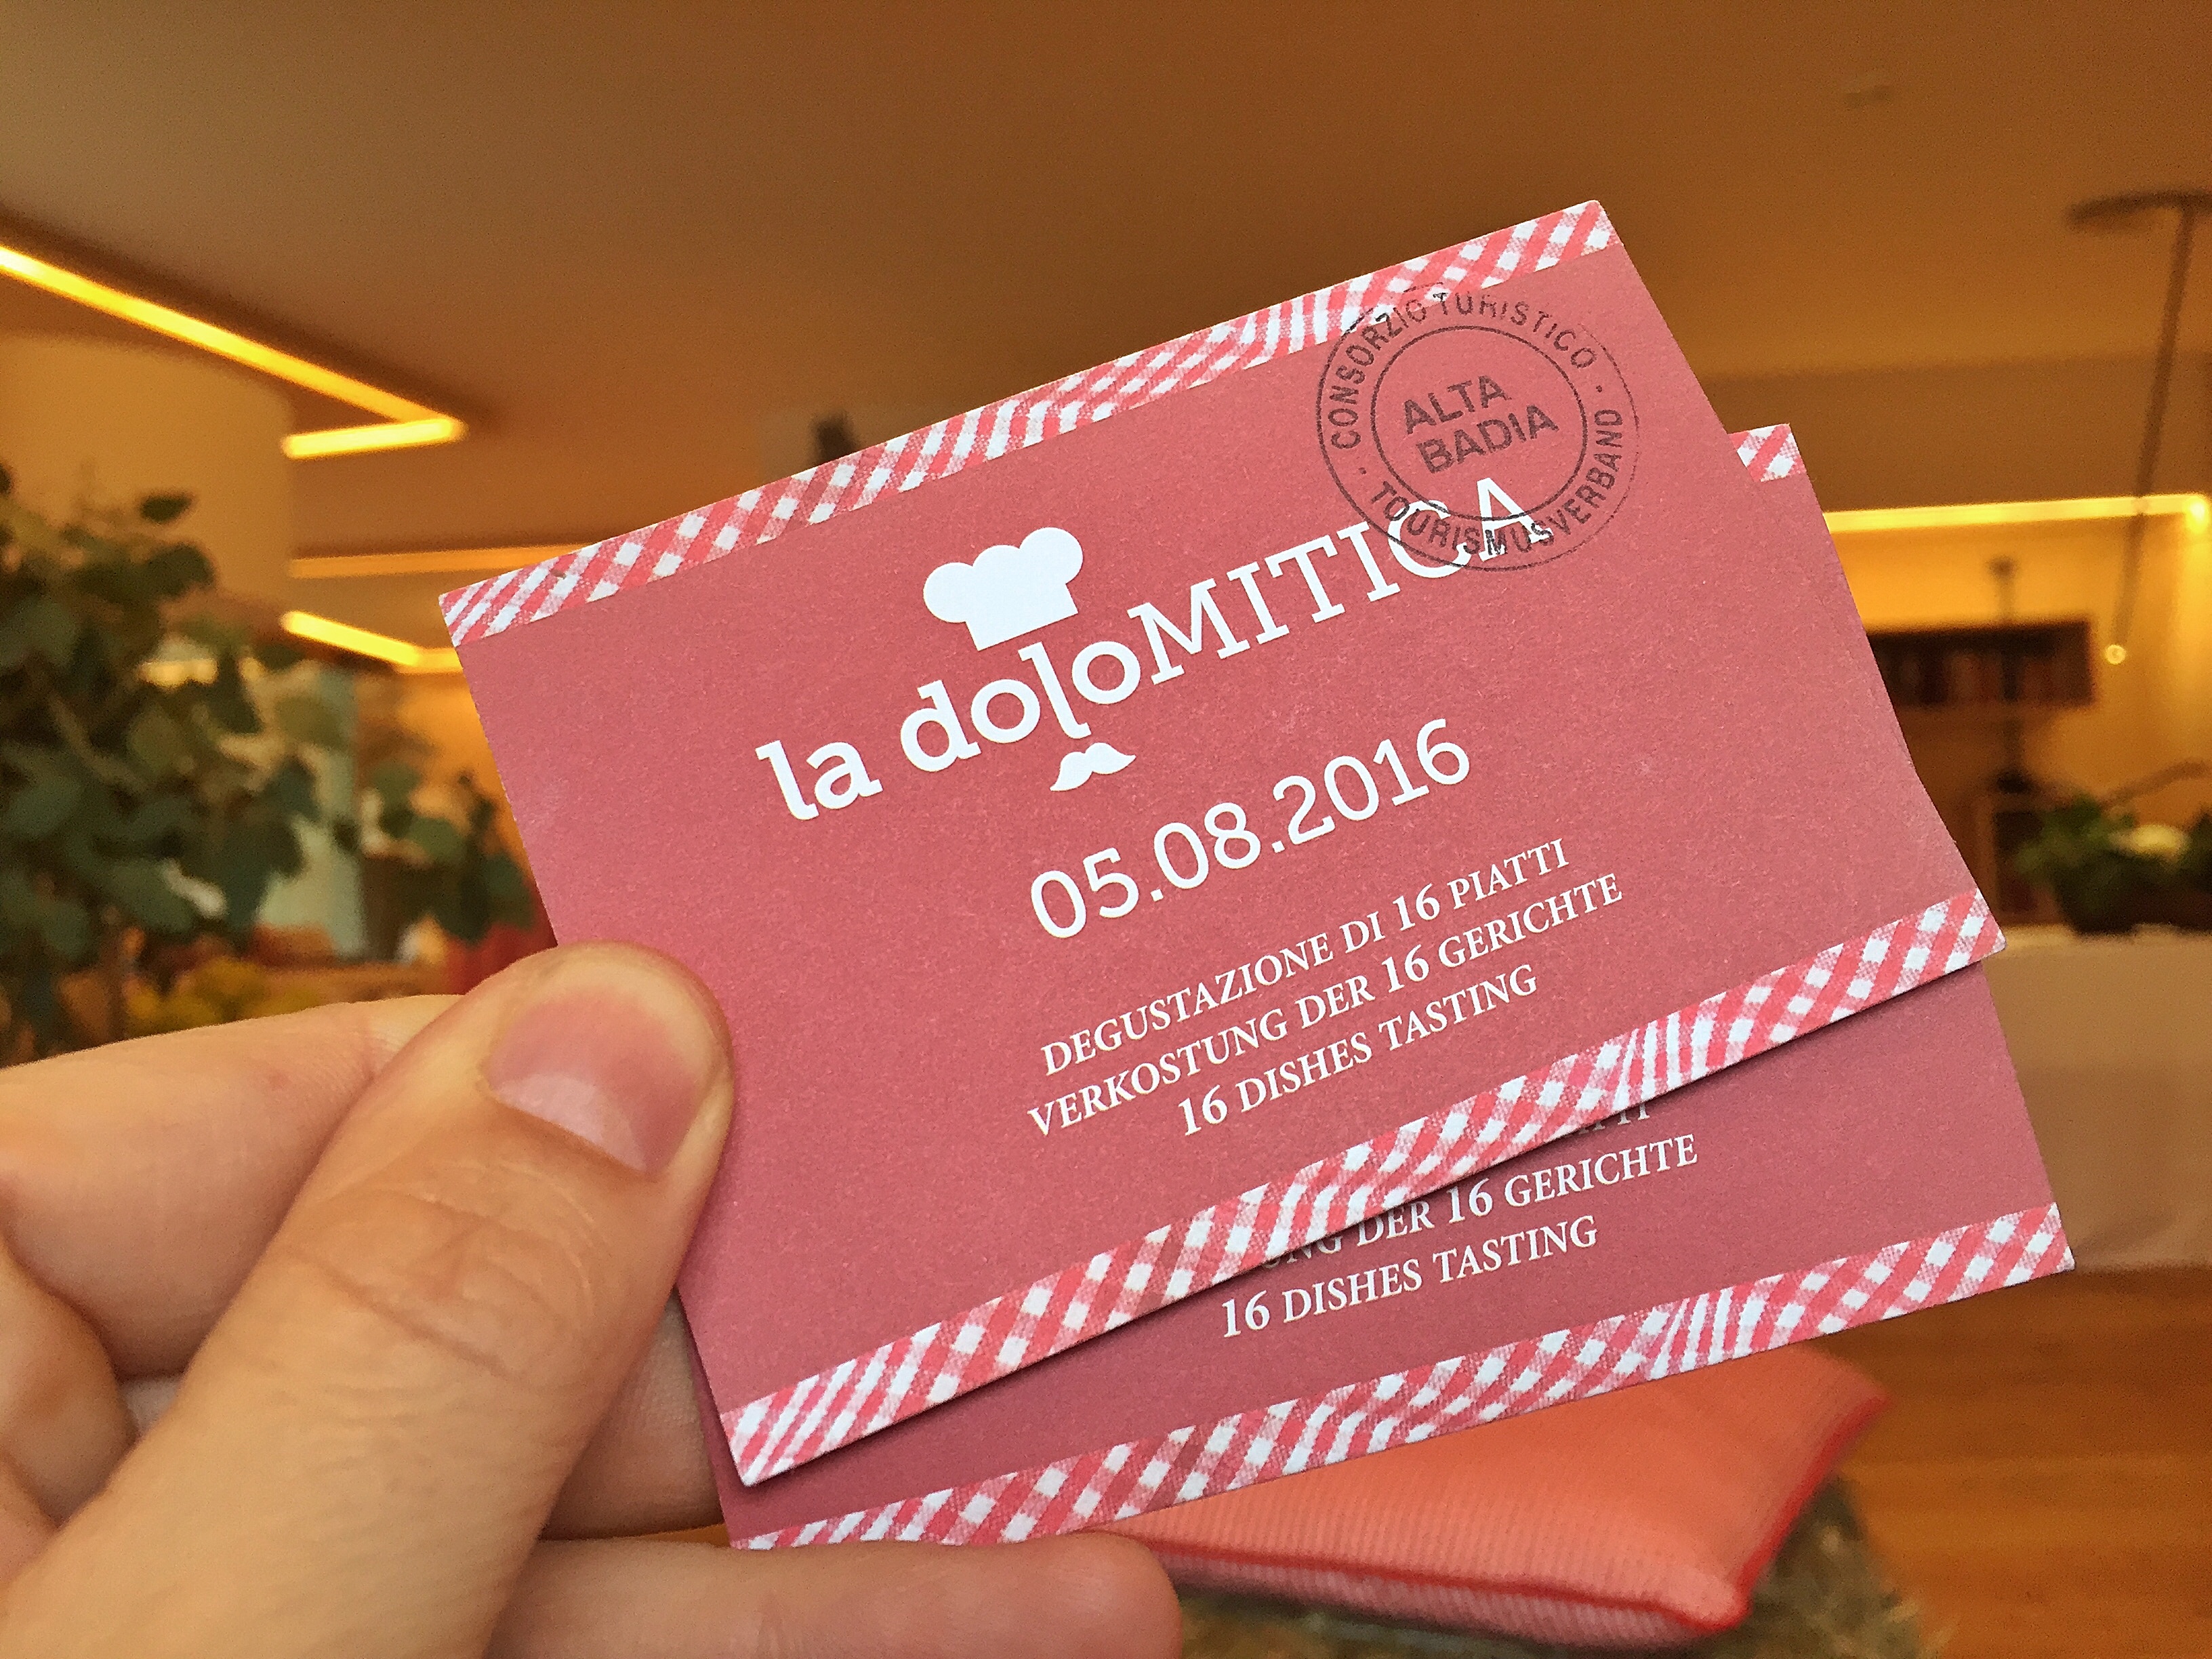 CONSORZIO TURISTICO
ALTA
BADIA
TOURISMUSVERBAND
la doloMITICA
05.08.2016
DEGUSTAZIONE DI 16 PIATTI
VERKOSTUNG DER 16 GERICHTE
16 DISHES TASTING
UNG DER 16 GERICHTE
16 DISHES TASTING